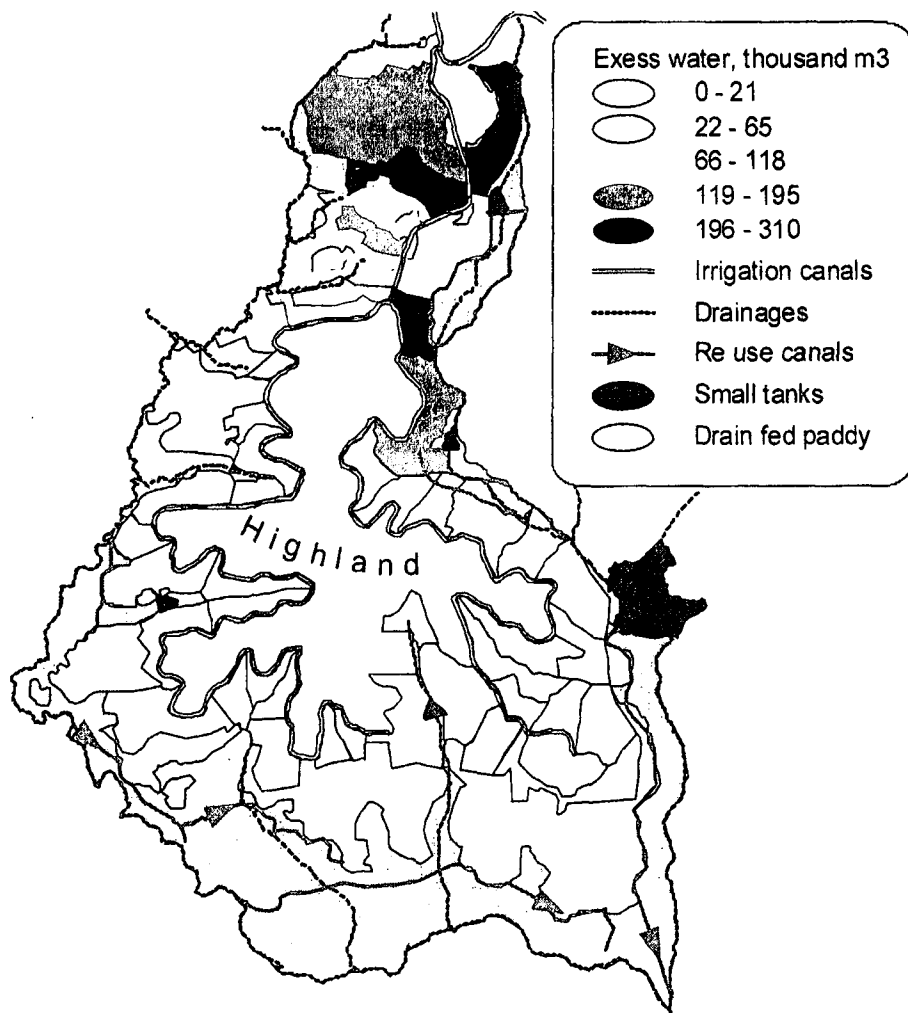 Exess water, thousand m3
0 - 21
22 - 65
66 - 118
119 - 195
196 - 310
Irrigation canals
Drainages
Re use canals
Small tanks
Drain fed paddy
Highland